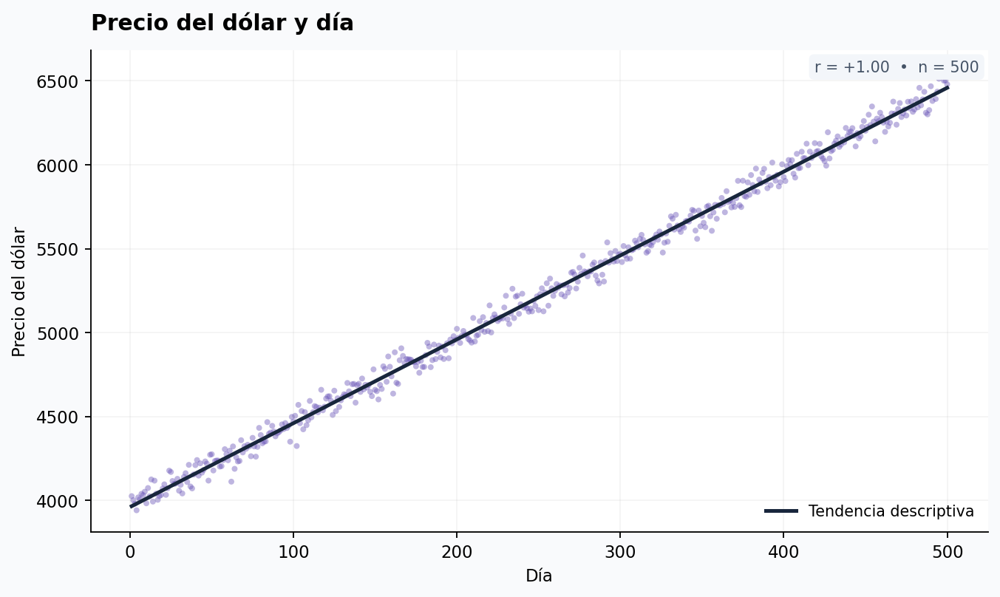 Precio del dólar y día
r = +1.00 • n = 500
6500
6000
5500
5000
4500
4000
Precio del dólar
Tendencia descriptiva
0 100 200 300 400 500
Día